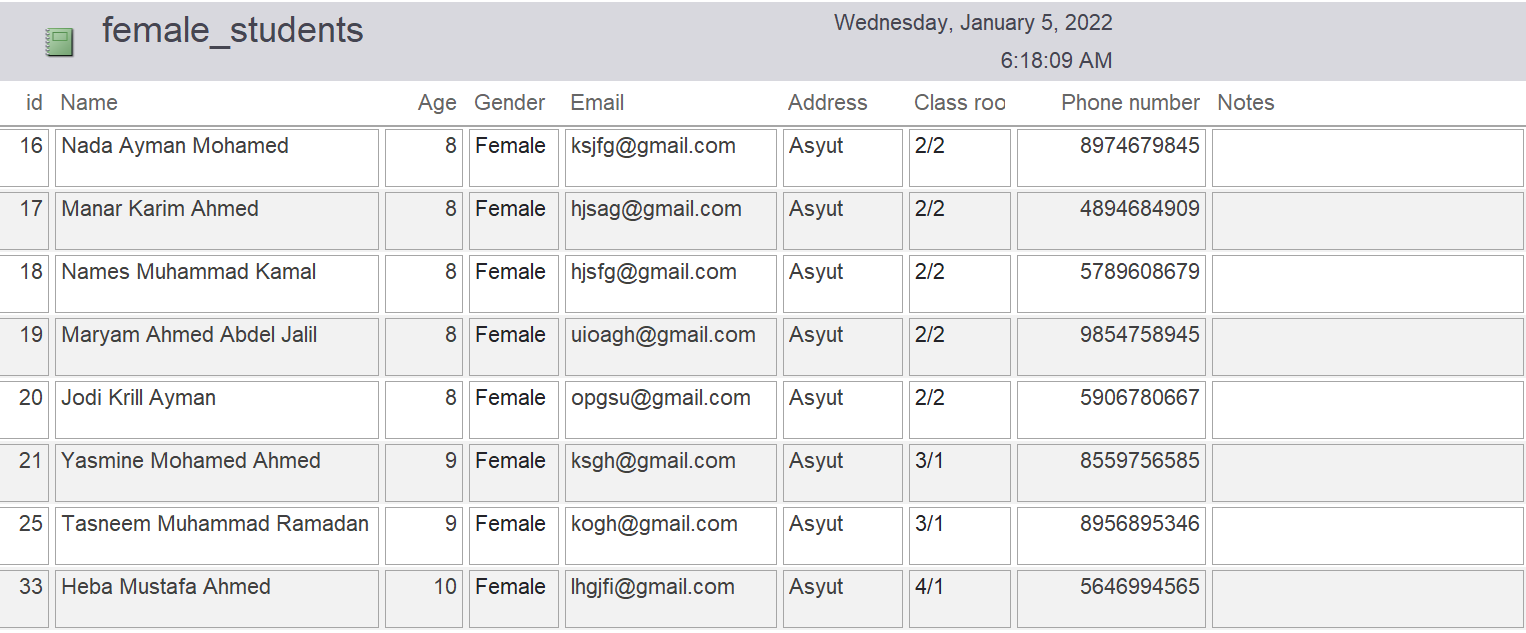 female_students
Wednesday, January 5, 2022
6:18:09 AM
id Name Age Gender Email Address Class roo Phone number Notes
16 Nada Ayman Mohamed 8 Female ksjfg@gmail.com Asyut 2/2 8974679845
17 Manar Karim Ahmed 8 Female hjsag@gmail.com Asyut 2/2 4894684909
18 Names Muhammad Kamal 8 Female hjsfg@gmail.com Asyut 2/2 5789608679
19 Maryam Ahmed Abdel Jalil 8 Female uioagh@gmail.com Asyut 2/2 9854758945
20 Jodi Krill Ayman 8 Female opgsu@gmail.com Asyut 2/2 5906780667
21 Yasmine Mohamed Ahmed 9 Female ksgh@gmail.com Asyut 3/1 8559756585
25 Tasneem Muhammad Ramadan 9 Female kogh@gmail.com Asyut 3/1 8956895346
33 Heba Mustafa Ahmed 10 Female lhgjfi@gmail.com Asyut 4/1 5646994565